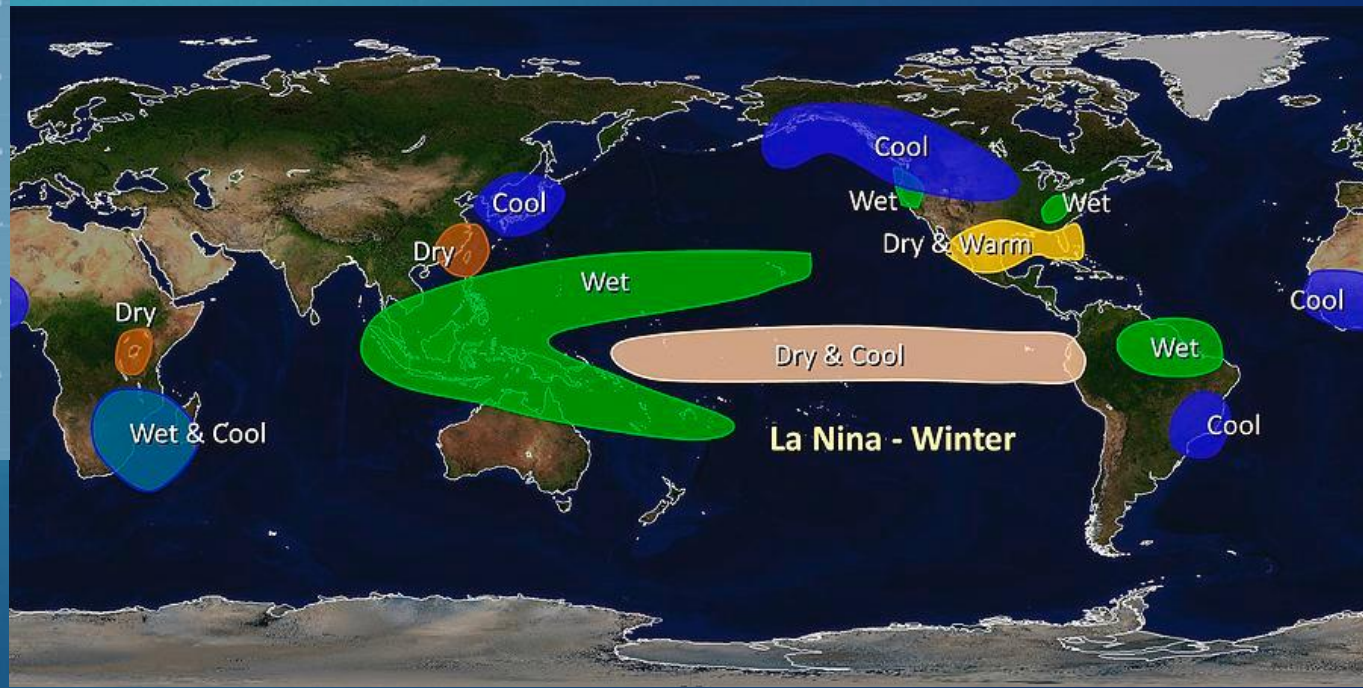 Cool
Cool
Wet
Wet
Dry
Dry & Warm
Wet
Cool
Dry
Wet
Dry & Cool
Wet & Cool
Cool
La Nina - Winter